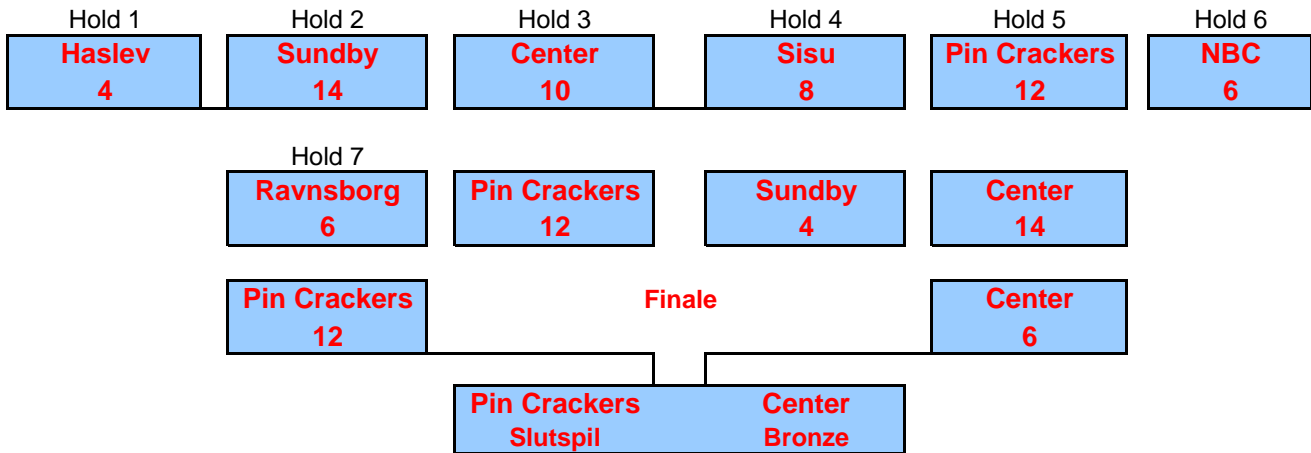 Hold 1 Hold 2 Hold 3 Hold 4 Hold 5 Hold 6
Haslev Sundby Center Sisu Pin Crackers NBC
4 14 10 8 12 6
Hold 7
Ravnsborg Pin Crackers Sundby Center
6 12 4 14
Pin Crackers Finale Center
12 6
Pin Crackers Center
Slutspil Bronze